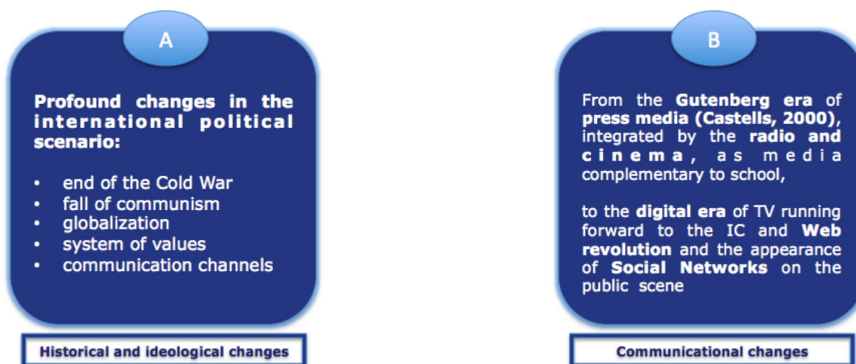 A
Profound changes in the
international political
scenario:
• end of the Cold War
• fall of communism
• globalization
• system of values
• communication channels
Historical and ideological changes
B
From the Gutenberg era of
press media (Castells, 2000),
integrated by the radio and
cinema, as media
complementary to school,
to the digital era of TV running
forward to the IC and Web
revolution and the appearance
of Social Networks on the
public scene
Communicational changes